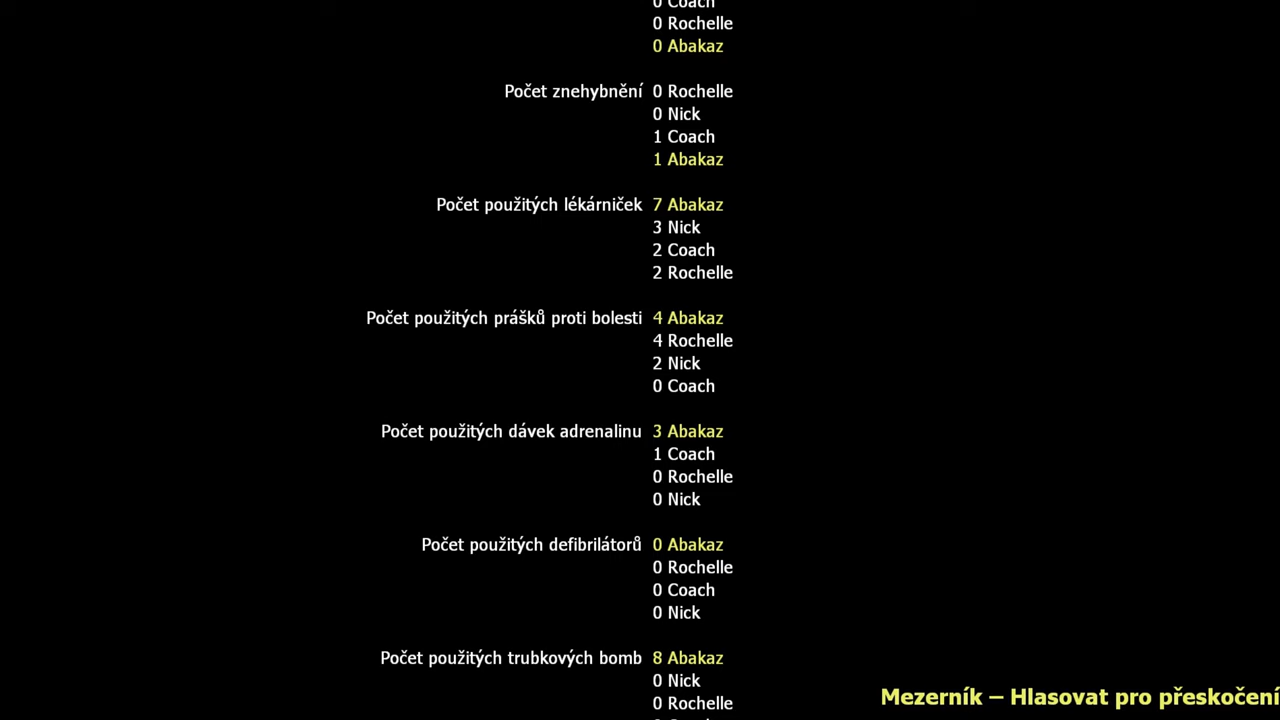 0 Coach
0 Rochelle
0 Abakaz
Počet znehybnění 0 Rochelle
0 Nick
1 Coach
1 Abakaz
Počet použitých lékárniček 7 Abakaz
3 Nick
2 Coach
2 Rochelle
Počet použitých prášků proti bolesti 4 Abakaz
4 Rochelle
2 Nick
0 Coach
Počet použitých dávek adrenalinu 3 Abakaz
1 Coach
0 Rochelle
0 Nick
Počet použitých defibrilátorů 0 Abakaz
0 Rochelle
0 Coach
0 Nick
Počet použitých trubkových bomb 8 Abakaz
0 Nick
0 Rochelle
Mezerník – Hlasovat pro přeskočení